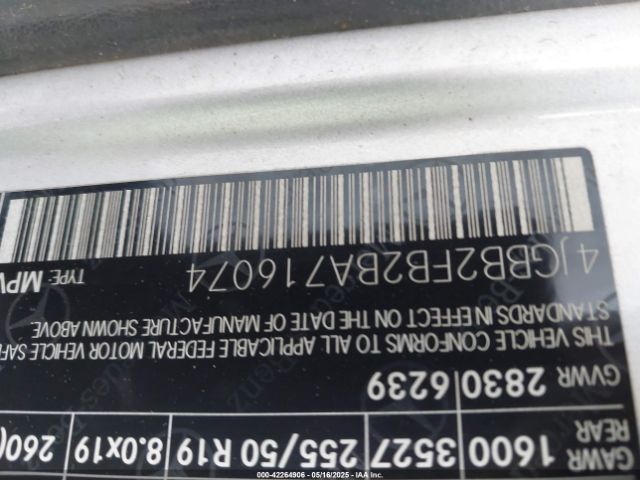 GAWR 1600 3527 255/50 R19 8.0x19 260(
REAR
GVWR 2830 6239
THIS VEHICLE CONFORMS TO ALL APPLICABLE FEDERAL MOTOR VEHICLE SAFE
STANDARDS IN EFFECT ON THE DATE OF MANUFACTURE SHOWN ABOVE
4JGBB2FB2BA716074 TYPE: MPV
000-42264906 - 05/16/2025 - IAA Inc.